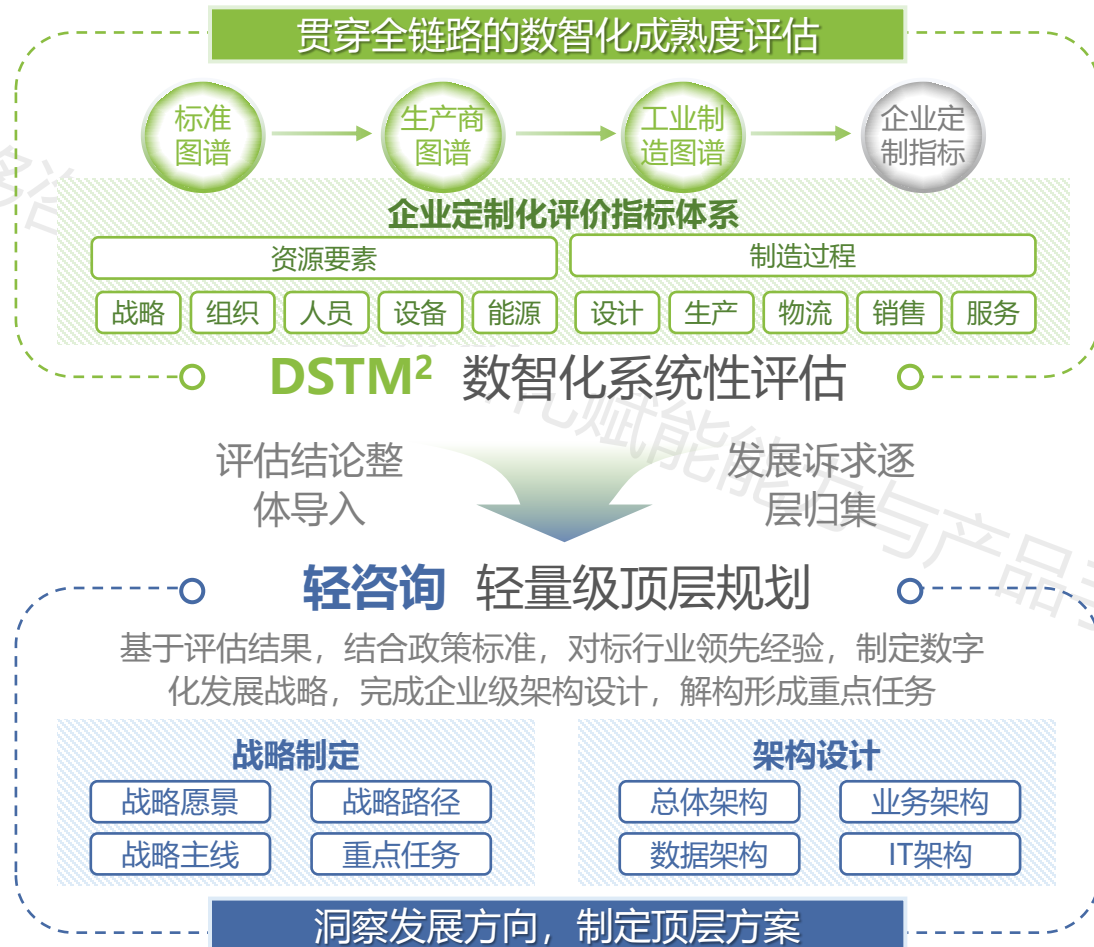 贯穿全链路的数智化成熟度评估
标准
图谱
生产商
图谱
工业制
造图谱
企业定
制指标
企业定制化评价指标体系
资源要素
制造过程
战略
组织
人员
设备
能源
设计
生产
物流
销售
服务
DSTM² 数智化系统性评估
评估结论整
体导入
发展诉求逐
层归集
轻咨询 轻量级顶层规划
基于评估结果，结合政策标准，对标行业领先经验，制定数字
化发展战略，完成企业级架构设计，解构形成重点任务
战略制定
战略愿景
战略路径
战略主线
重点任务
架构设计
总体架构
业务架构
数据架构
IT架构
洞察发展方向，制定顶层方案